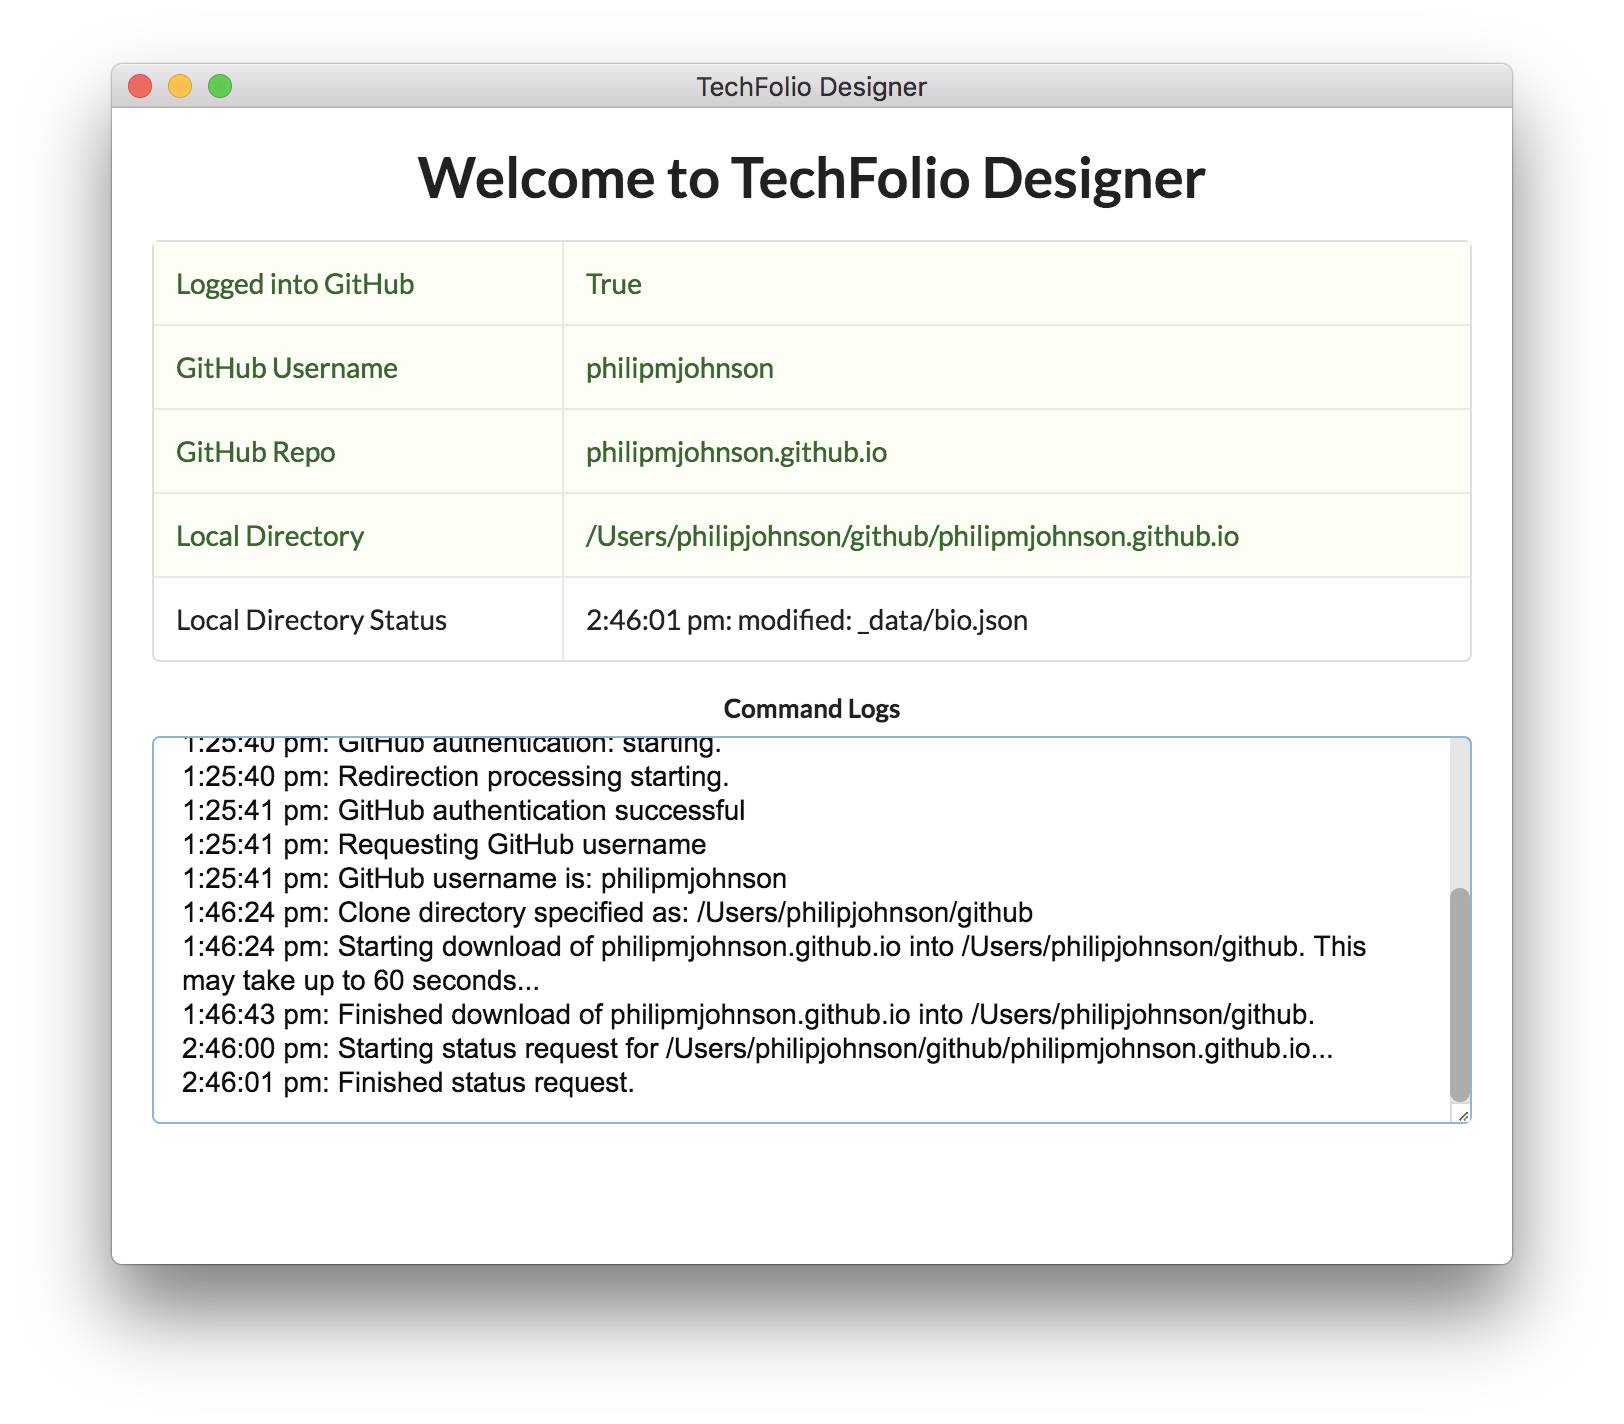 TechFolio Designer
Welcome to TechFolio Designer
Logged into GitHub True
GitHub Username philipmjohnson
GitHub Repo philipmjohnson.github.io
Local Directory /Users/philipjohnson/github/philipmjohnson.github.io
Local Directory Status 2:46:01 pm: modified: _data/bio.json
Command Logs
1:25:40 pm: GitHub authentication: starting.
1:25:40 pm: Redirection processing starting.
1:25:41 pm: GitHub authentication successful
1:25:41 pm: Requesting GitHub username
1:25:41 pm: GitHub username is: philipmjohnson
1:46:24 pm: Clone directory specified as: /Users/philipjohnson/github
1:46:24 pm: Starting download of philipmjohnson.github.io into /Users/philipjohnson/github. This
may take up to 60 seconds...
1:46:43 pm: Finished download of philipmjohnson.github.io into /Users/philipjohnson/github.
2:46:00 pm: Starting status request for /Users/philipjohnson/github/philipmjohnson.github.io...
2:46:01 pm: Finished status request.